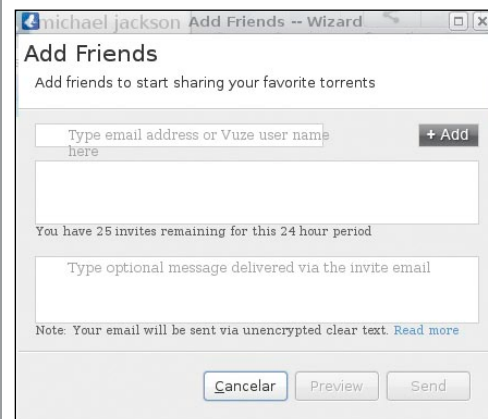 michael jackson Add Friends -- Wizard
Add Friends
Add friends to start sharing your favorite torrents
Type email address or Vuze user name
here
+ Add
You have 25 invites remaining for this 24 hour period
Type optional message delivered via the invite email
Note: Your email will be sent via unencrypted clear text. Read more
Cancelar Preview Send